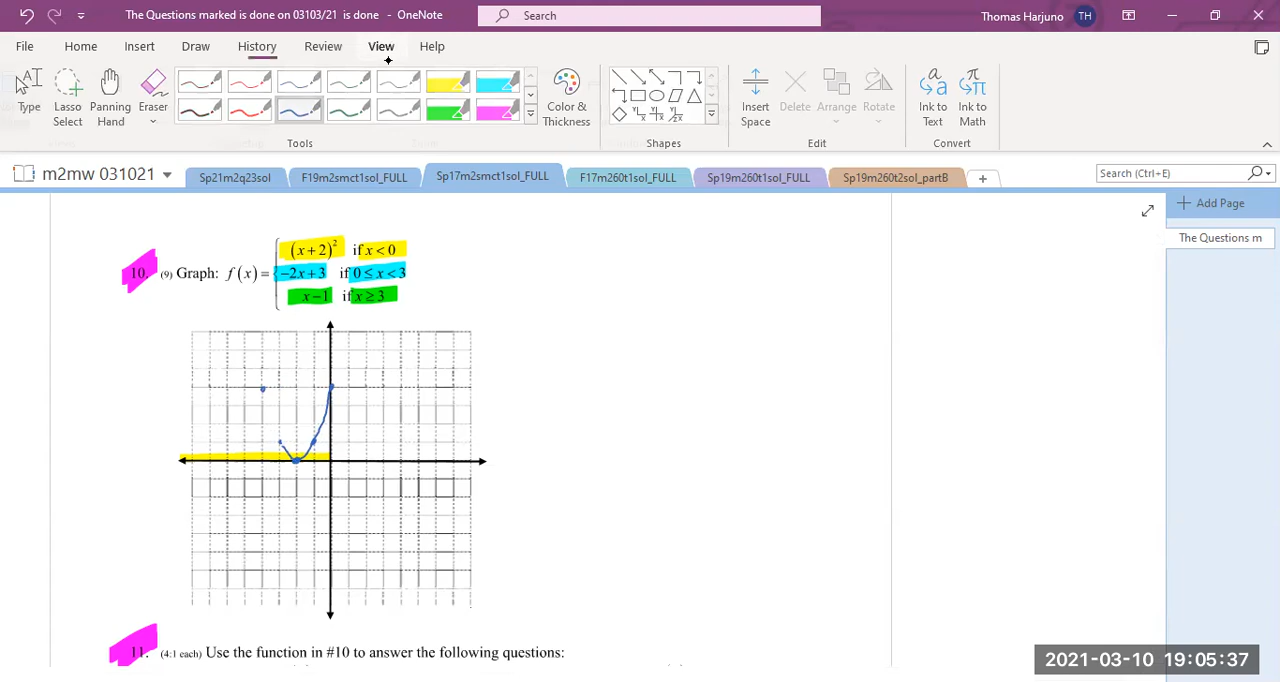 The Questions marked is done on 03103/21 is done - OneNote
Search
Thomas Harjuno
TH
File Home Insert Draw History Review View Help
Type
Lasso Select
Panning Hand
Eraser
Color & Thickness
Insert Space
Delete
Arrange
Rotate
Ink to Text
Ink to Math
Tools
Shapes
Edit
Convert
m2mw 031021
Sp21m2q23sol
F19m2smct1sol_FULL
Sp17m2smct1sol_FULL
F17m260t1sol_FULL
Sp19m260t1sol_FULL
Sp19m260t2sol_partB
Search (Ctrl+E)
Add Page
The Questions m
(x+2)² if x < 0
10. (9) Graph: f(x) = { -2x+3 if 0 ≤ x < 3
x-1 if x ≥ 3
11. (4:1 each) Use the function in #10 to answer the following questions:
2021-03-10 19:05:37